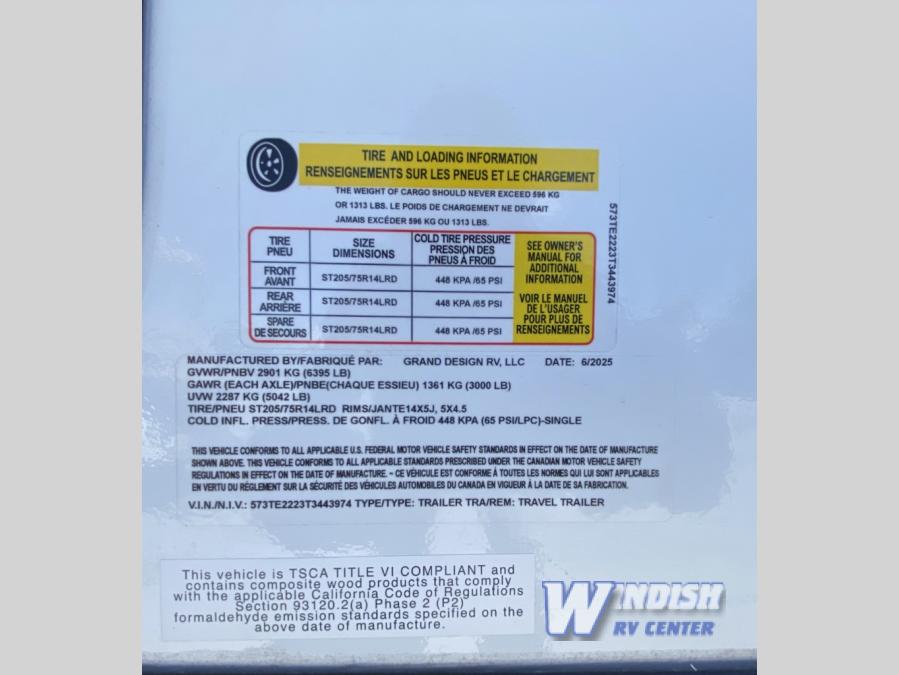 TIRE AND LOADING INFORMATION
RENSEIGNEMENTS SUR LES PNEUS ET LE CHARGEMENT
THE WEIGHT OF CARGO SHOULD NEVER EXCEED 596 KG
OR 1313 LBS. LE POIDS DE CHARGEMENT NE DEVRAIT
JAMAIS EXCÉDER 596 KG OU 1313 LBS.
TIRE
PNEU
SIZE
DIMENSIONS
COLD TIRE PRESSURE
PRESSION DES
PNEUS À FROID
FRONT
AVANT
ST205/75R14LRD
448 KPA /65 PSI
REAR
ARRIÈRE
ST205/75R14LRD
448 KPA /65 PSI
SPARE
DE SECOURS
ST205/75R14LRD
448 KPA /65 PSI
SEE OWNER'S
MANUAL FOR
ADDITIONAL
INFORMATION
VOIR LE MANUEL
DE L'USAGER
POUR PLUS DE
RENSEIGNEMENTS
573TE2223T3443974
MANUFACTURED BY/FABRIQUÉ PAR: GRAND DESIGN RV, LLC DATE: 6/2025
GVWR/PNBV 2901 KG (6395 LB)
GAWR (EACH AXLE)/PNBE(CHAQUE ESSIEU) 1361 KG (3000 LB)
UVW 2287 KG (5042 LB)
TIRE/PNEU ST205/75R14LRD RIMS/JANTE14X5J, 5X4.5
COLD INFL. PRESS/PRESS. DE GONFL. À FROID 448 KPA (65 PSI/LPC)-SINGLE
THIS VEHICLE CONFORMS TO ALL APPLICABLE U.S. FEDERAL MOTOR VEHICLE SAFETY STANDARDS IN EFFECT ON THE DATE OF MANUFACTURE
SHOWN ABOVE. THIS VEHICLE CONFORMS TO ALL APPLICABLE STANDARDS PRESCRIBED UNDER THE CANADIAN MOTOR VEHICLE SAFETY
REGULATIONS IN EFFECT ON THE DATE OF MANUFACTURE. - CE VÉHICULE EST CONFORME À TOUTES LES NORMES QUI LUI SONT APPLICABLES
EN VERTU DU RÈGLEMENT SUR LA SÉCURITÉ DES VÉHICULES AUTOMOBILES DU CANADA EN VIGUEUR À LA DATE DE SA FABRICATION.
V.I.N./N.I.V.: 573TE2223T3443974 TYPE/TYPE: TRAILER TRA/REM: TRAVEL TRAILER
This vehicle is TSCA TITLE VI COMPLIANT and
contains composite wood products that comply
with the applicable California Code of Regulations
Section 93120.2(a) Phase 2 (P2)
formaldehyde emission standards specified on the
above date of manufacture.
WINDISH
RV CENTER